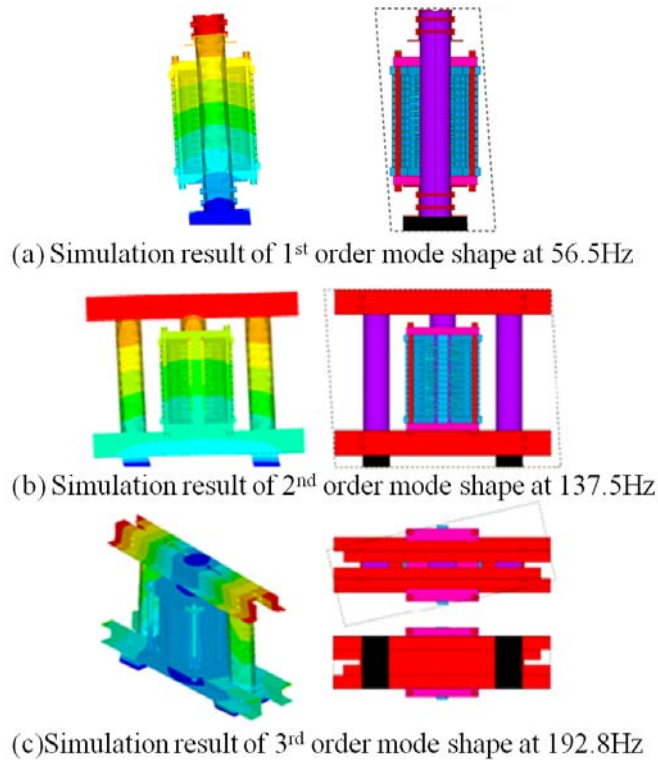 (a) Simulation result of 1st order mode shape at 56.5Hz
(b) Simulation result of 2nd order mode shape at 137.5Hz
(c)Simulation result of 3rd order mode shape at 192.8Hz